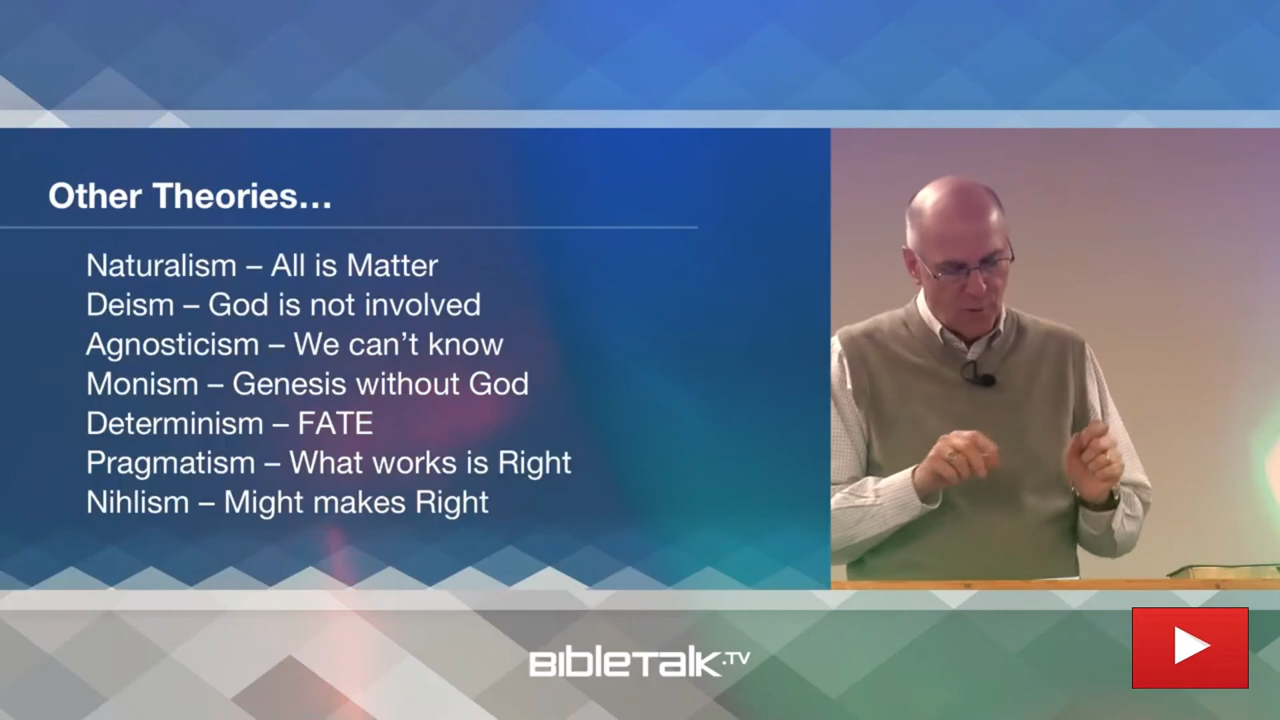 Other Theories...
Naturalism – All is Matter
Deism – God is not involved
Agnosticism – We can't know
Monism – Genesis without God
Determinism – FATE
Pragmatism – What works is Right
Nihlism – Might makes Right
BIBLETALK.TV